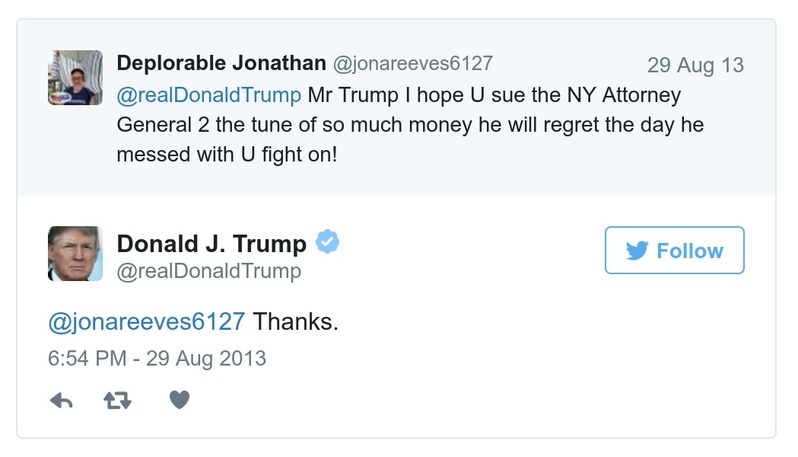 Deplorable Jonathan @jonareeves6127 29 Aug 13
@realDonaldTrump Mr Trump I hope U sue the NY Attorney
General 2 the tune of so much money he will regret the day he
messed with U fight on!
Donald J. Trump
@realDonaldTrump
Follow
@jonareeves6127 Thanks.
6:54 PM - 29 Aug 2013